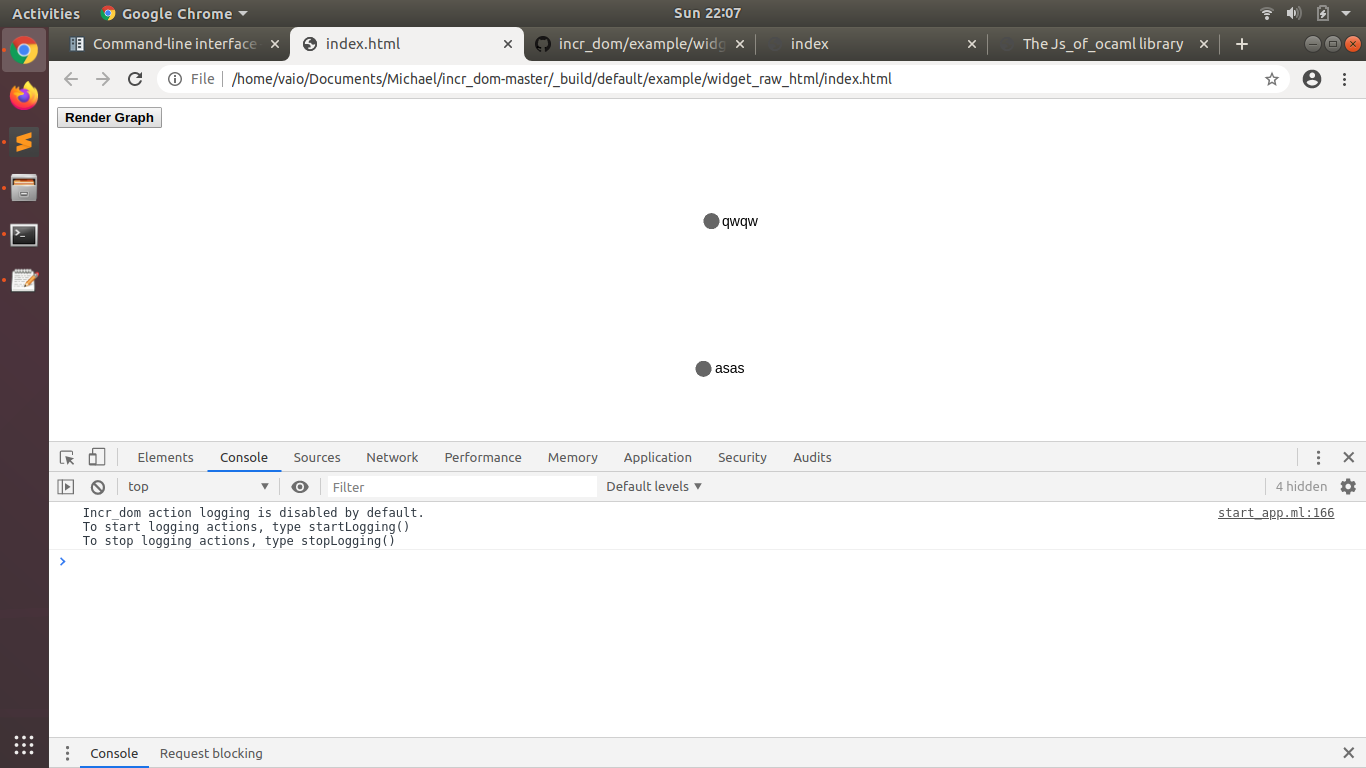 Activities Google Chrome Sun 22:07
Command-line interface index.html incr_dom/example/widg index The Js_of_ocaml library
File /home/vaio/Documents/Michael/incr_dom-master/_build/default/example/widget_raw_html/index.html
Render Graph
qwqw
asas
Elements Console Sources Network Performance Memory Application Security Audits
top Filter Default levels 4 hidden
Incr_dom action logging is disabled by default. start_app.ml:166
To start logging actions, type startLogging()
To stop logging actions, type stopLogging()
Console Request blocking